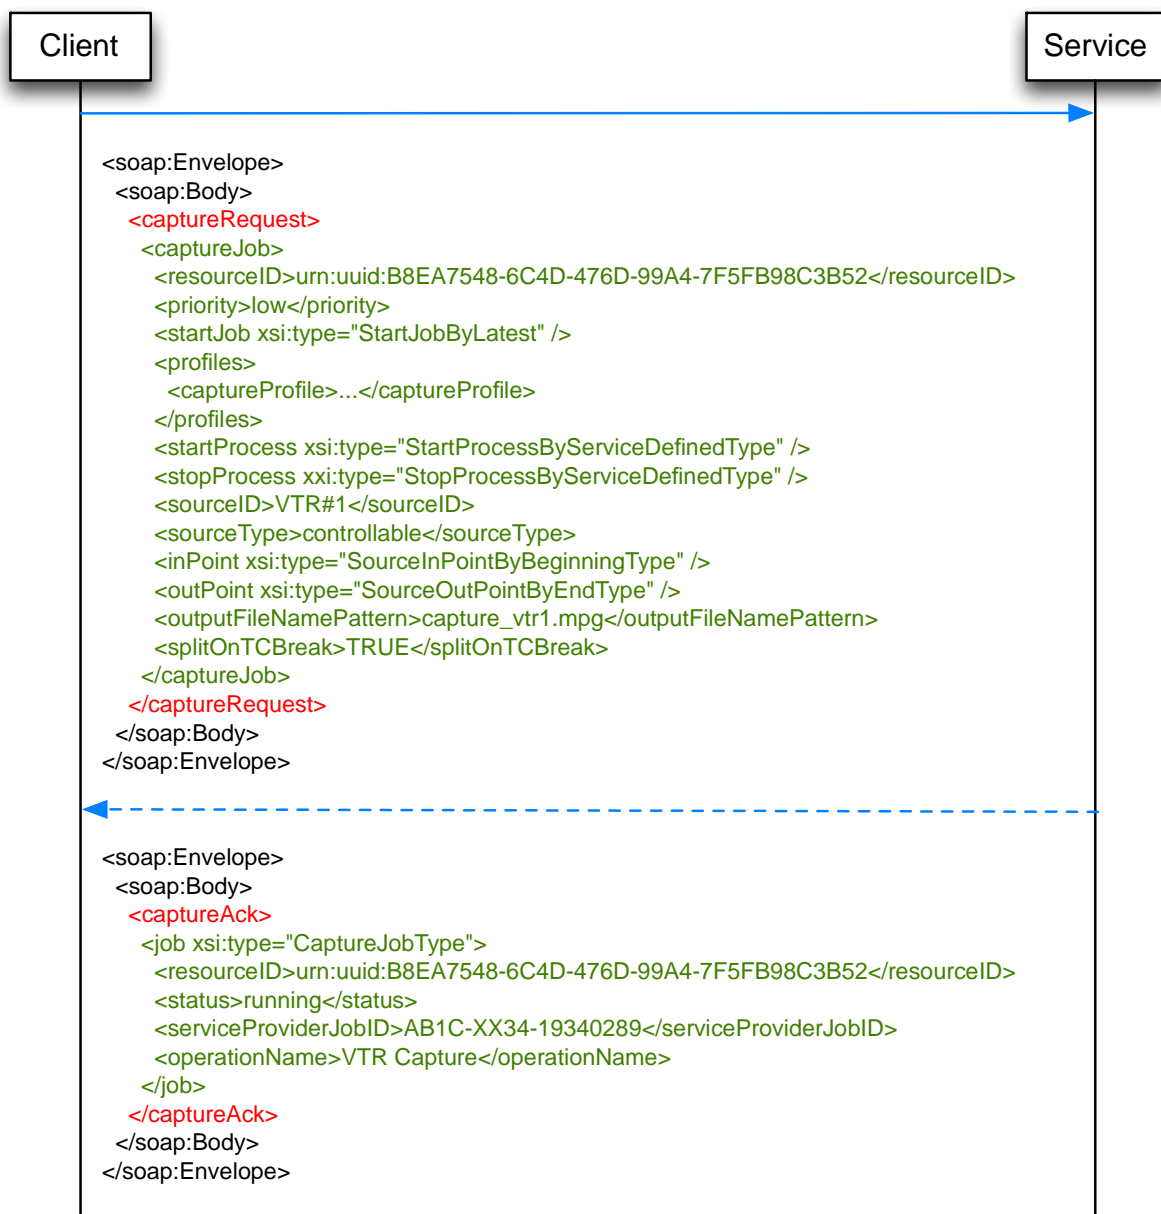 Client
Service
<soap:Envelope>
<soap:Body>
<captureRequest>
<captureJob>
<resourceID>urn:uuid:B8EA7548-6C4D-476D-99A4-7F5FB98C3B52</resourceID>
<priority>low</priority>
<startJob xsi:type="StartJobByLatest" />
<profiles>
<captureProfile>...</captureProfile>
</profiles>
<startProcess xsi:type="StartProcessByServiceDefinedType" />
<stopProcess xxi:type="StopProcessByServiceDefinedType" />
<sourceID>VTR#1</sourceID>
<sourceType>controllable</sourceType>
<inPoint xsi:type="SourceInPointByBeginningType" />
<outPoint xsi:type="SourceOutPointByEndType" />
<outputFileNamePattern>capture_vtr1.mpg</outputFileNamePattern>
<splitOnTCBreak>TRUE</splitOnTCBreak>
</captureJob>
</captureRequest>
</soap:Body>
</soap:Envelope>
<soap:Envelope>
<soap:Body>
<captureAck>
<job xsi:type="CaptureJobType">
<resourceID>urn:uuid:B8EA7548-6C4D-476D-99A4-7F5FB98C3B52</resourceID>
<status>running</status>
<serviceProviderJobID>AB1C-XX34-19340289</serviceProviderJobID>
<operationName>VTR Capture</operationName>
</job>
</captureAck>
</soap:Body>
</soap:Envelope>